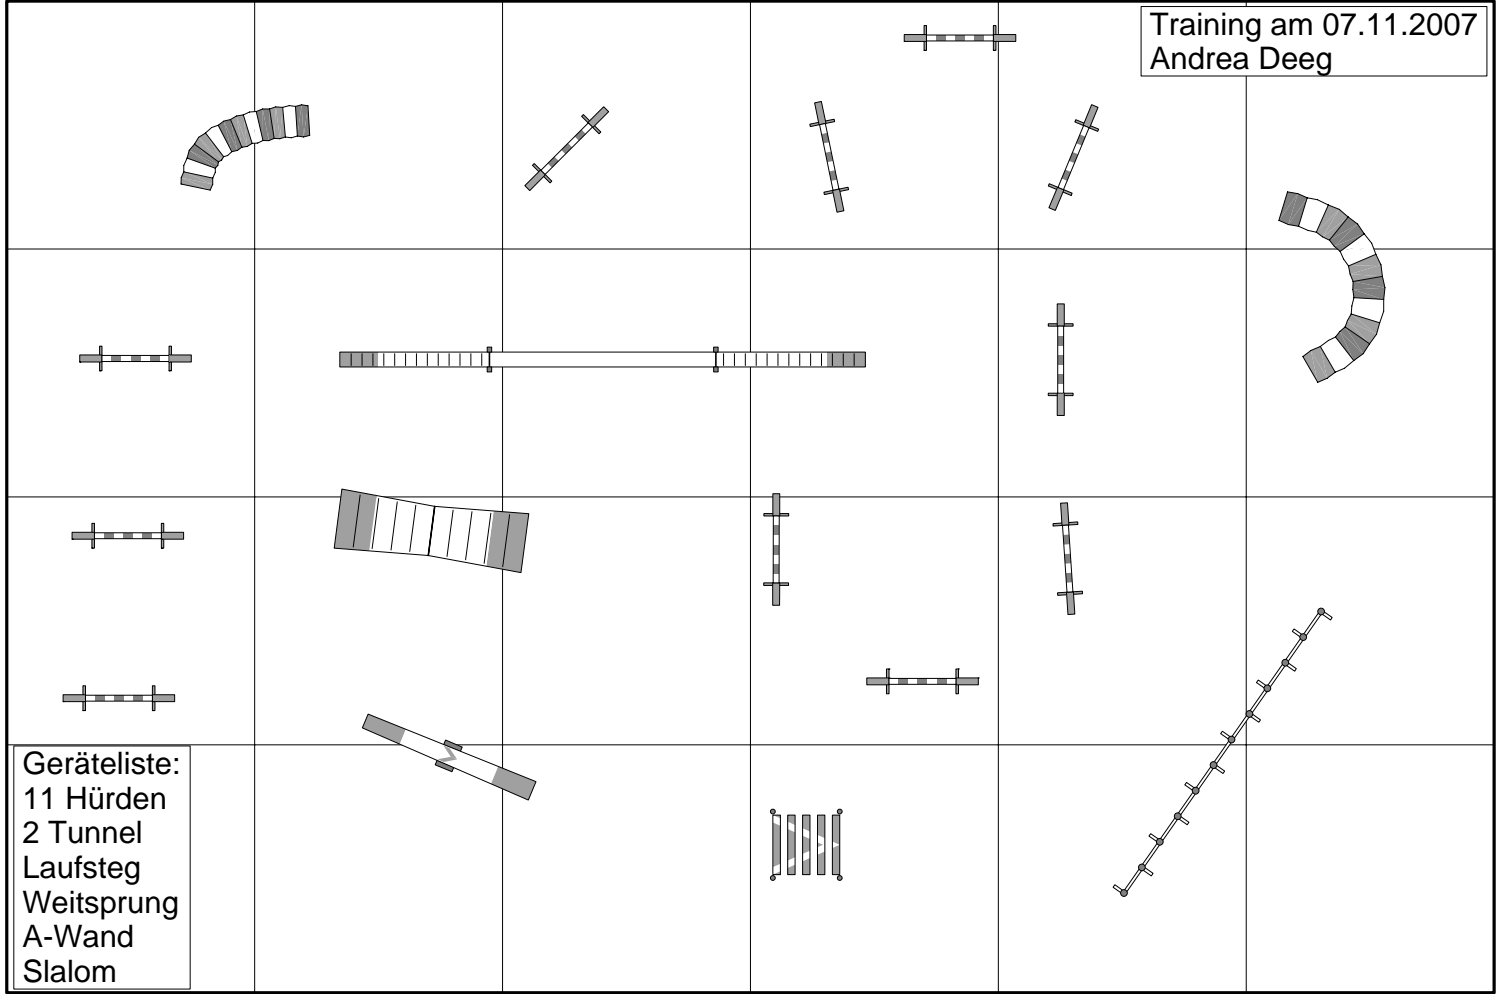 Training am 07.11.2007
Andrea Deeg
Geräteliste:
11 Hürden
2 Tunnel
Laufsteg
Weitsprung
A-Wand
Slalom